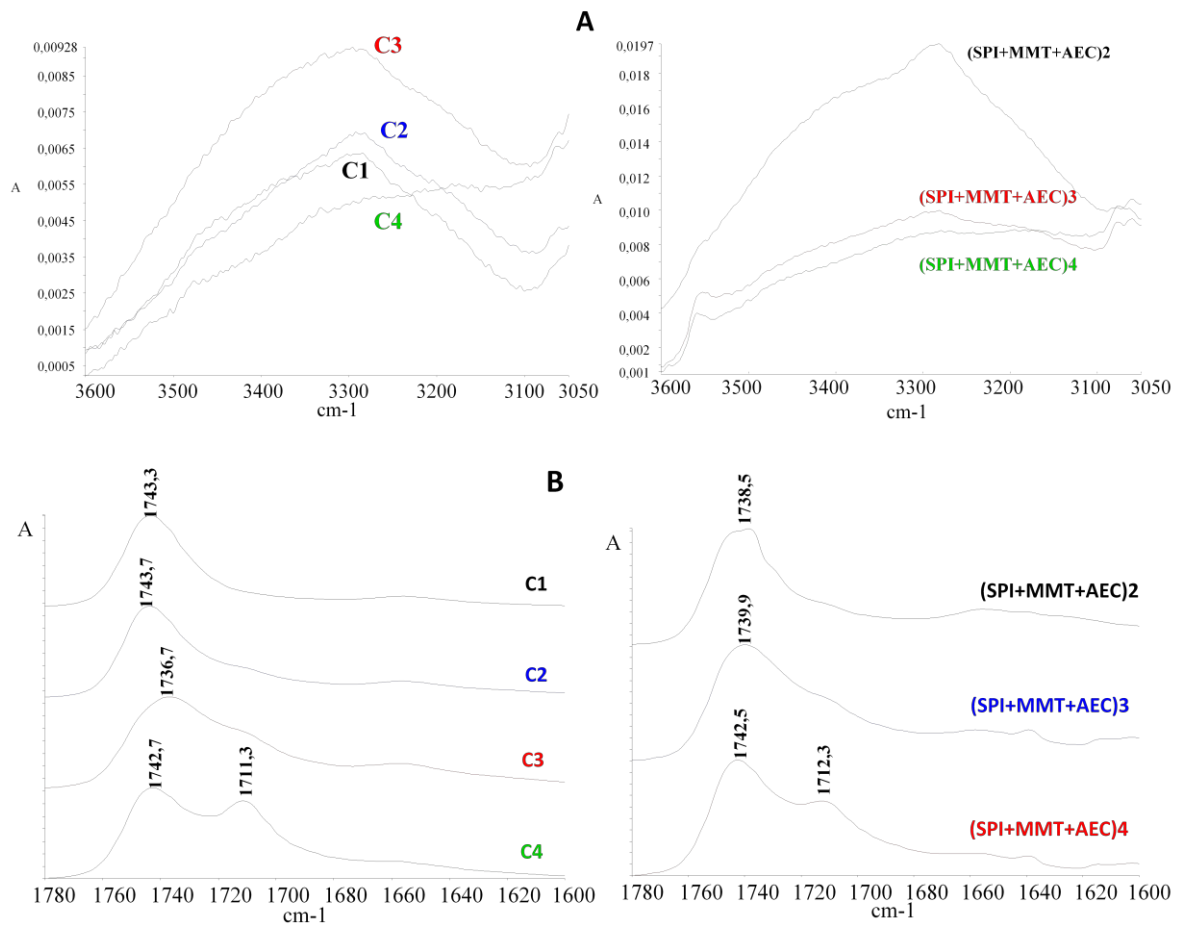 A
0,00928
0,0085
0,0075
0,0065
0,0055
0,0045
0,0035
0,0025
0,0015
0,0005
A
C3
C2
C1
C4
3600 3500 3400 3300 3200 3100 3050
cm-1
0,0197
0,018
0,016
0,014
0,012
0,010
0,008
0,006
0,004
0,002
0,001
A
(SPI+MMT+AEC)2
(SPI+MMT+AEC)3
(SPI+MMT+AEC)4
3600 3500 3400 3300 3200 3100 3050
cm-1
B
A
1743,3
C1
1743,7
C2
1736,7
C3
1742,7
1711,3
C4
1780 1760 1740 1720 1700 1680 1660 1640 1620 1600
cm-1
A
1738,5
(SPI+MMT+AEC)2
1739,9
(SPI+MMT+AEC)3
1742,5
1712,3
(SPI+MMT+AEC)4
1780 1760 1740 1720 1700 1680 1660 1640 1620 1600
cm-1